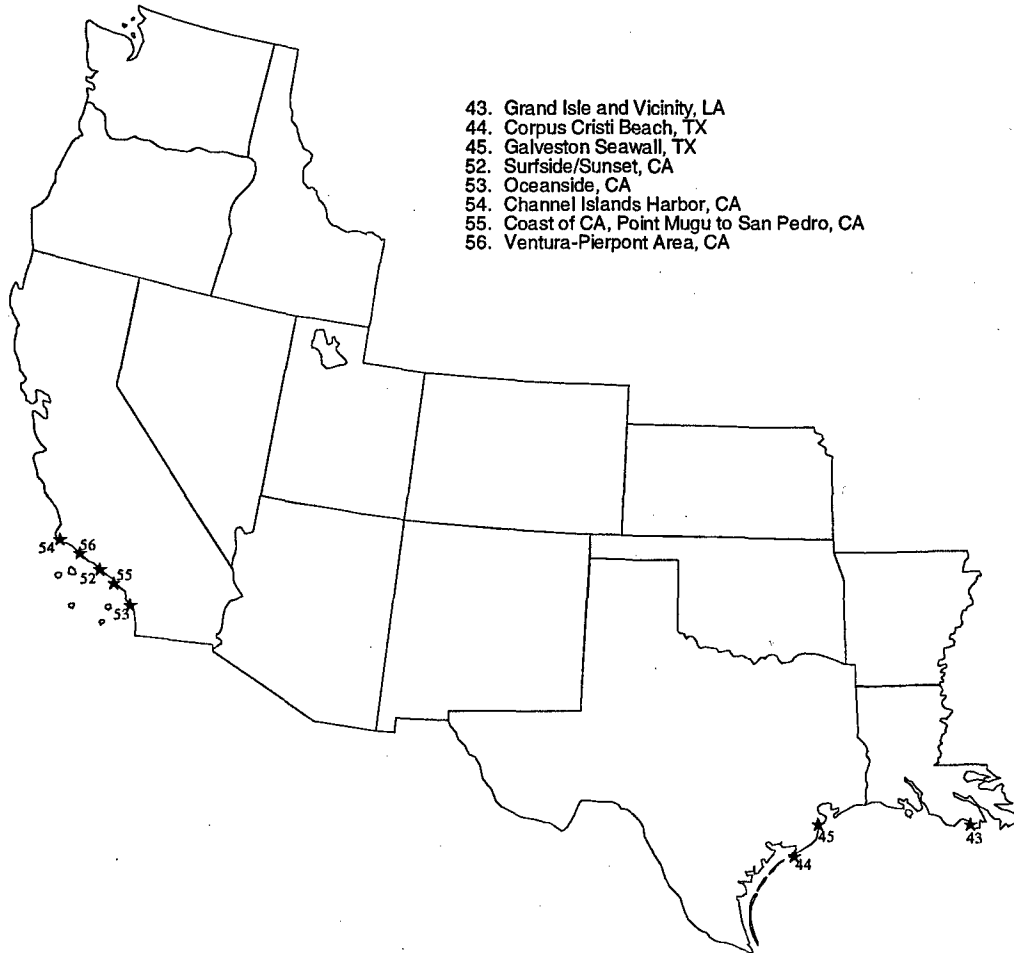 43. Grand Isle and Vicinity, LA
44. Corpus Cristi Beach, TX
45. Galveston Seawall, TX
52. Surfside/Sunset, CA
53. Oceanside, CA
54. Channel Islands Harbor, CA
55. Coast of CA, Point Mugu to San Pedro, CA
56. Ventura-Pierpont Area, CA
54
56
52
55
53
45
43
44